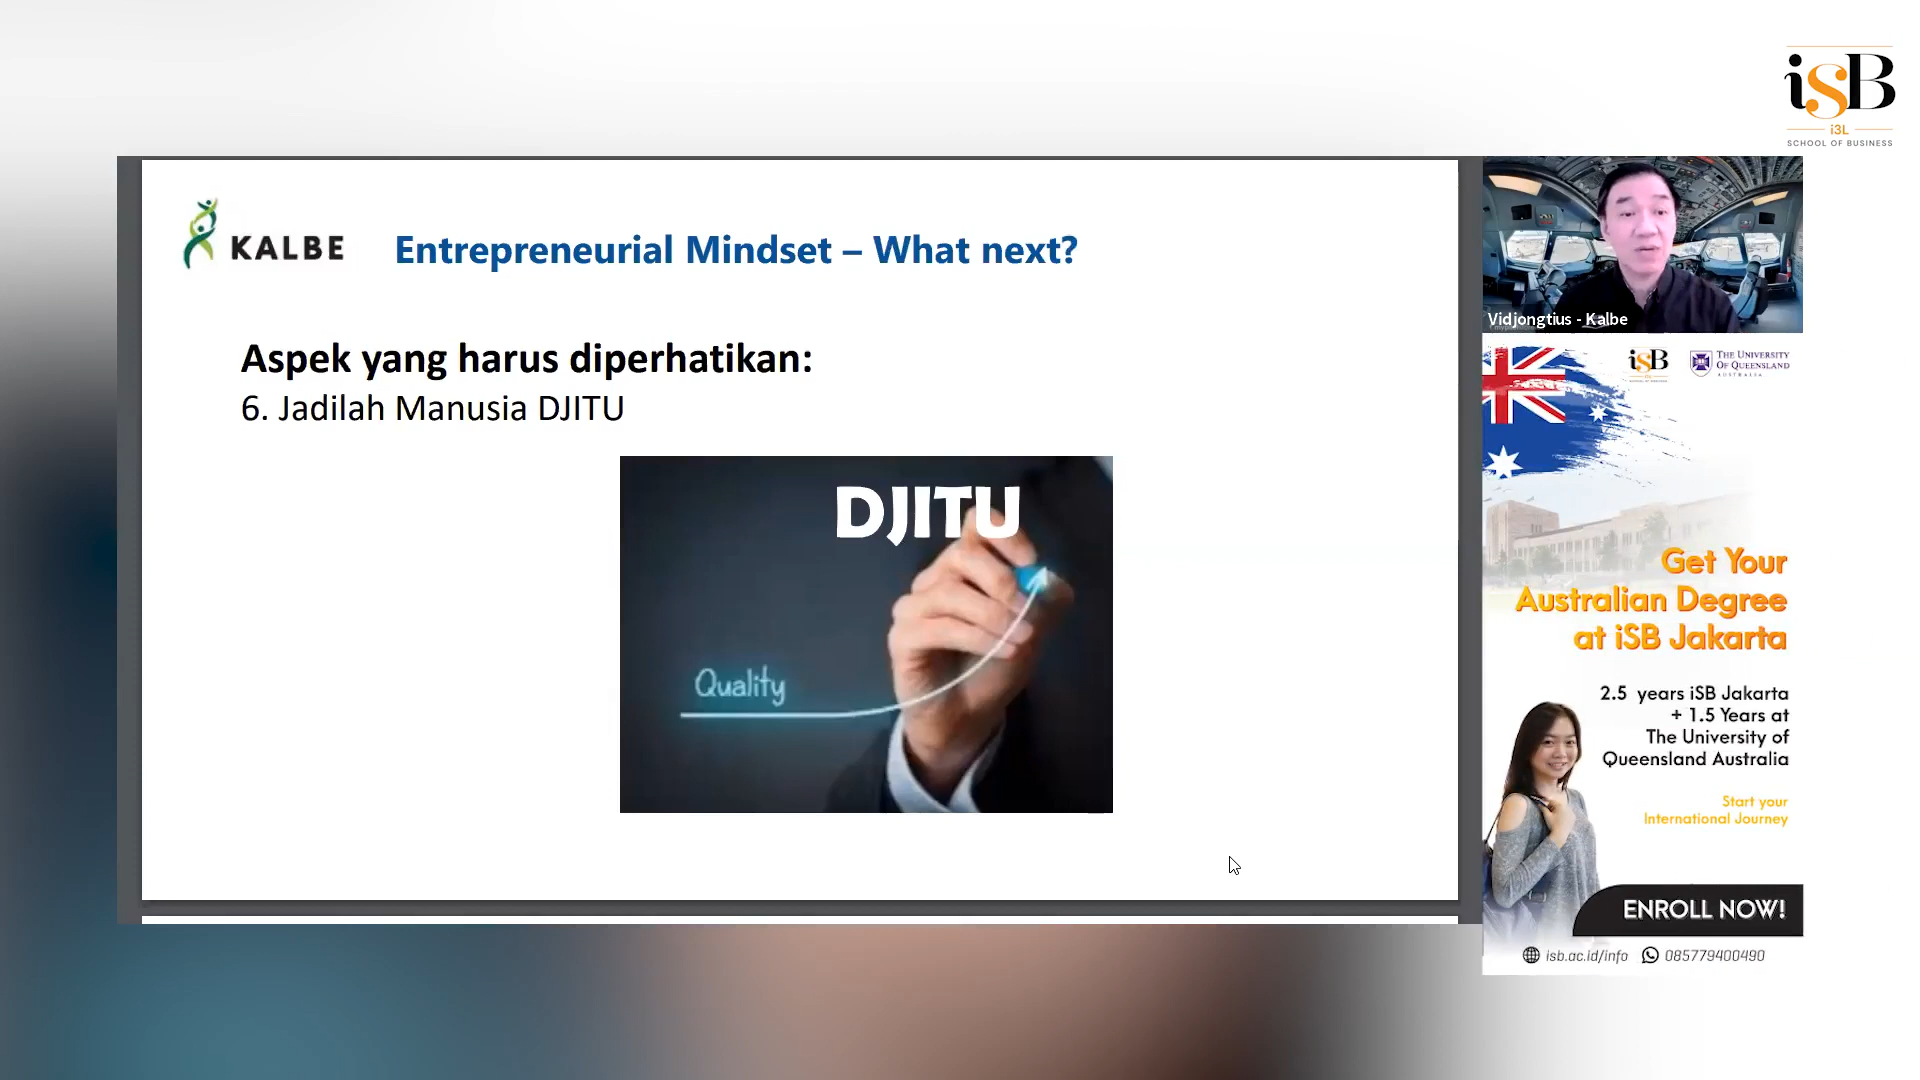 iSB
i3L
SCHOOL OF BUSINESS
KALBE
Entrepreneurial Mindset – What next?
Aspek yang harus diperhatikan:
6. Jadilah Manusia DJITU
DJITU
Quality
Vidjongtius - Kalbe
iSB
THE UNIVERSITY
OF QUEENSLAND
AUSTRALIA
Get Your
Australian Degree
at iSB Jakarta
2.5 years iSB Jakarta
+ 1.5 Years at
The University of
Queensland Australia
Start your
International Journey
ENROLL NOW!
isb.ac.id/info 085779400490